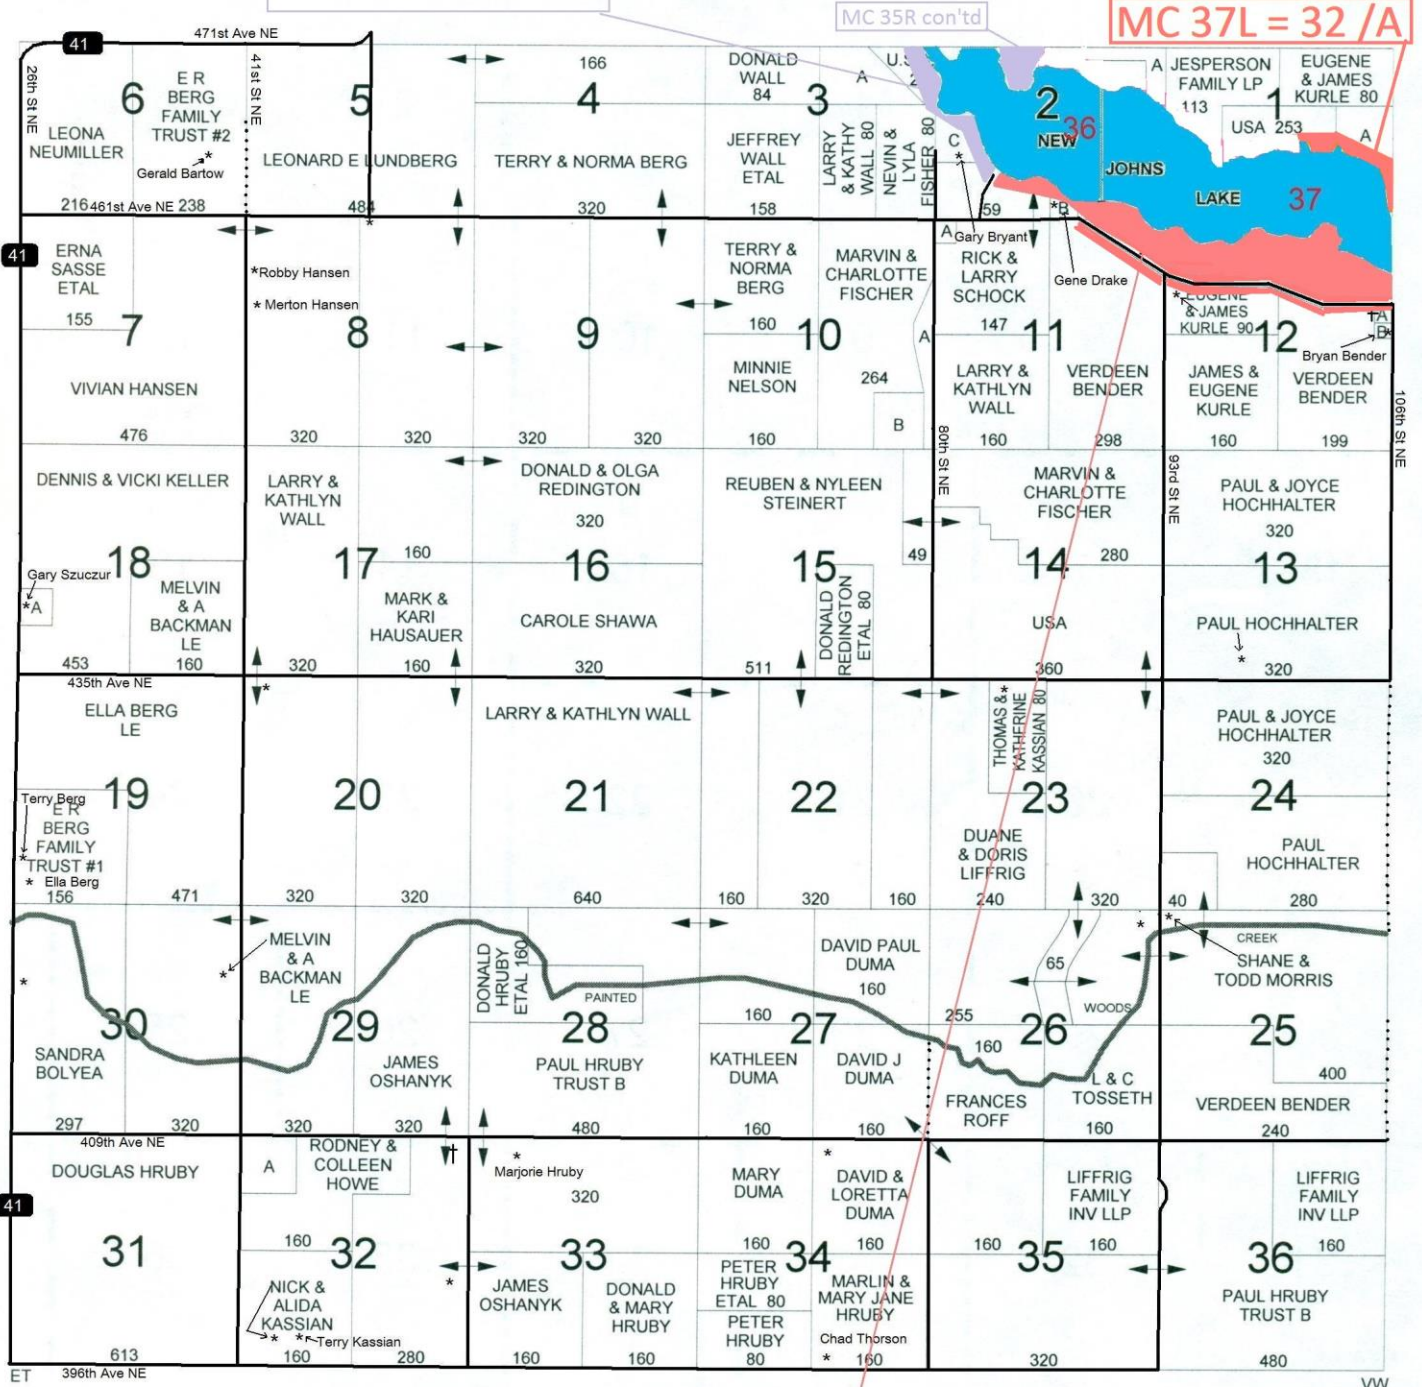 MC 35R con'td
MC 37L = 32 /A
41
471st Ave NE
26th St NE
41st St NE
6
E R
BERG
FAMILY
TRUST #2
LEONA
NEUMILLER
Gerald Bartow
216
461st Ave NE
238
5
LEONARD E LUNDBERG
484
166
4
TERRY & NORMA BERG
320
DONALD
WALL
84
3
A
JEFFREY
WALL
ETAL
158
LARRY
& KATHY
WALL 80
NEVIN &
LYLA
FISHER 80
U.S
C
2
36
NEW
JOHNS
LAKE
37
59
*B
Gary Bryant
Gene Drake
A
JESPERSON
FAMILY LP
113
1
EUGENE
& JAMES
KURLE 80
USA 253
A
41
ERNA
SASSE
ETAL
155
7
VIVIAN HANSEN
476
*Robby Hansen
* Merton Hansen
8
320
320
9
320
320
TERRY &
NORMA
BERG
160
MARVIN &
CHARLOTTE
FISCHER
10
A
MINNIE
NELSON
264
B
160
A
RICK &
LARRY
SCHOCK
147
11
LARRY &
KATHLYN
WALL
160
VERDEEN
BENDER
298
80th St NE
* EUGENE
& JAMES
KURLE 90
12
†A
B*
Bryan Bender
JAMES &
EUGENE
KURLE
160
VERDEEN
BENDER
199
106th St NE
DENNIS & VICKI KELLER
18
Gary Szuczur
*A
MELVIN
& A
BACKMAN
LE
453
160
LARRY &
KATHLYN
WALL
17
160
MARK &
KARI
HAUSAUER
320
160
DONALD & OLGA
REDINGTON
320
16
CAROLE SHAWA
320
REUBEN & NYLEEN
STEINERT
15
49
DONALD
REDINGTON
ETAL 80
511
MARVIN &
CHARLOTTE
FISCHER
14
280
USA
360
93rd St NE
PAUL & JOYCE
HOCHHALTER
320
13
PAUL HOCHHALTER
*
320
435th Ave NE
ELLA BERG
LE
19
Terry Berg
E R
BERG
FAMILY
TRUST #1
* Ella Berg
156
471
*
20
320
320
LARRY & KATHLYN WALL
21
640
22
160
320
160
THOMAS &*
KATHERINE
KASSIAN 80
23
DUANE
& DORIS
LIFFRIG
240
320
PAUL & JOYCE
HOCHHALTER
320
24
PAUL
HOCHHALTER
40
280
*
30
SANDRA
BOLYEA
297
320
MELVIN
& A
BACKMAN
LE
29
JAMES
OSHANYK
320
320
DONALD
HRUBY
ETAL 160
PAINTED
28
PAUL HRUBY
TRUST B
480
DAVID PAUL
DUMA
160
160
27
KATHLEEN
DUMA
DAVID J
DUMA
160
160
65
255
26
160
WOODS
FRANCES
ROFF
L & C
TOSSETH
160
CREEK
SHANE &
TODD MORRIS
25
400
VERDEEN BENDER
240
409th Ave NE
DOUGLAS HRUBY
41
31
613
A
RODNEY &
COLLEEN
HOWE
160
32
NICK &
ALIDA
KASSIAN
* *Terry Kassian
160
280
*
Marjorie Hruby
320
33
JAMES
OSHANYK
DONALD
& MARY
HRUBY
160
160
MARY
DUMA
160
DAVID &
LORETTA
DUMA
160
34
PETER
HRUBY
ETAL 80
PETER
HRUBY
80
MARLIN &
MARY JANE
HRUBY
Chad Thorson
* 160
LIFFRIG
FAMILY
INV LLP
160
35
160
320
LIFFRIG
FAMILY
INV LLP
36
160
PAUL HRUBY
TRUST B
480
ET
396th Ave NE
VW